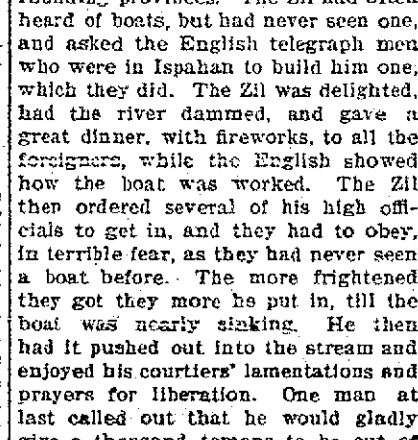 heard of boats, but had never seen one,
and asked the English telegraph men
who were in Ispahan to build him one,
which they did. The Zil was delighted,
had the river dammed, and gave a
great dinner, with fireworks, to all the
foreigners, while the English showed
how the boat was worked. The Zil
then ordered several of his high offi-
cials to get in, and they had to obey,
in terrible fear, as they had never seen
a boat before. The more frightened
they got they more he put in, till the
boat was nearly sinking. He then
had it pushed out into the stream and
enjoyed his courtiers' lamentations and
prayers for liberation. One man at
last called out that he would gladly